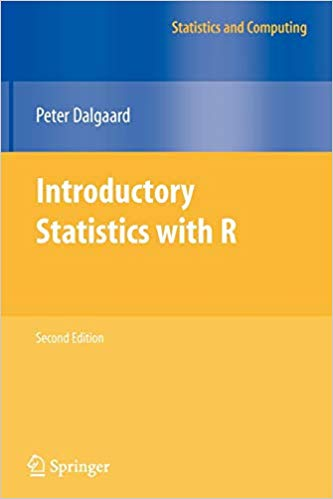 Statistics and Computing
Peter Dalgaard
Introductory
Statistics with R
Second Edition
Springer